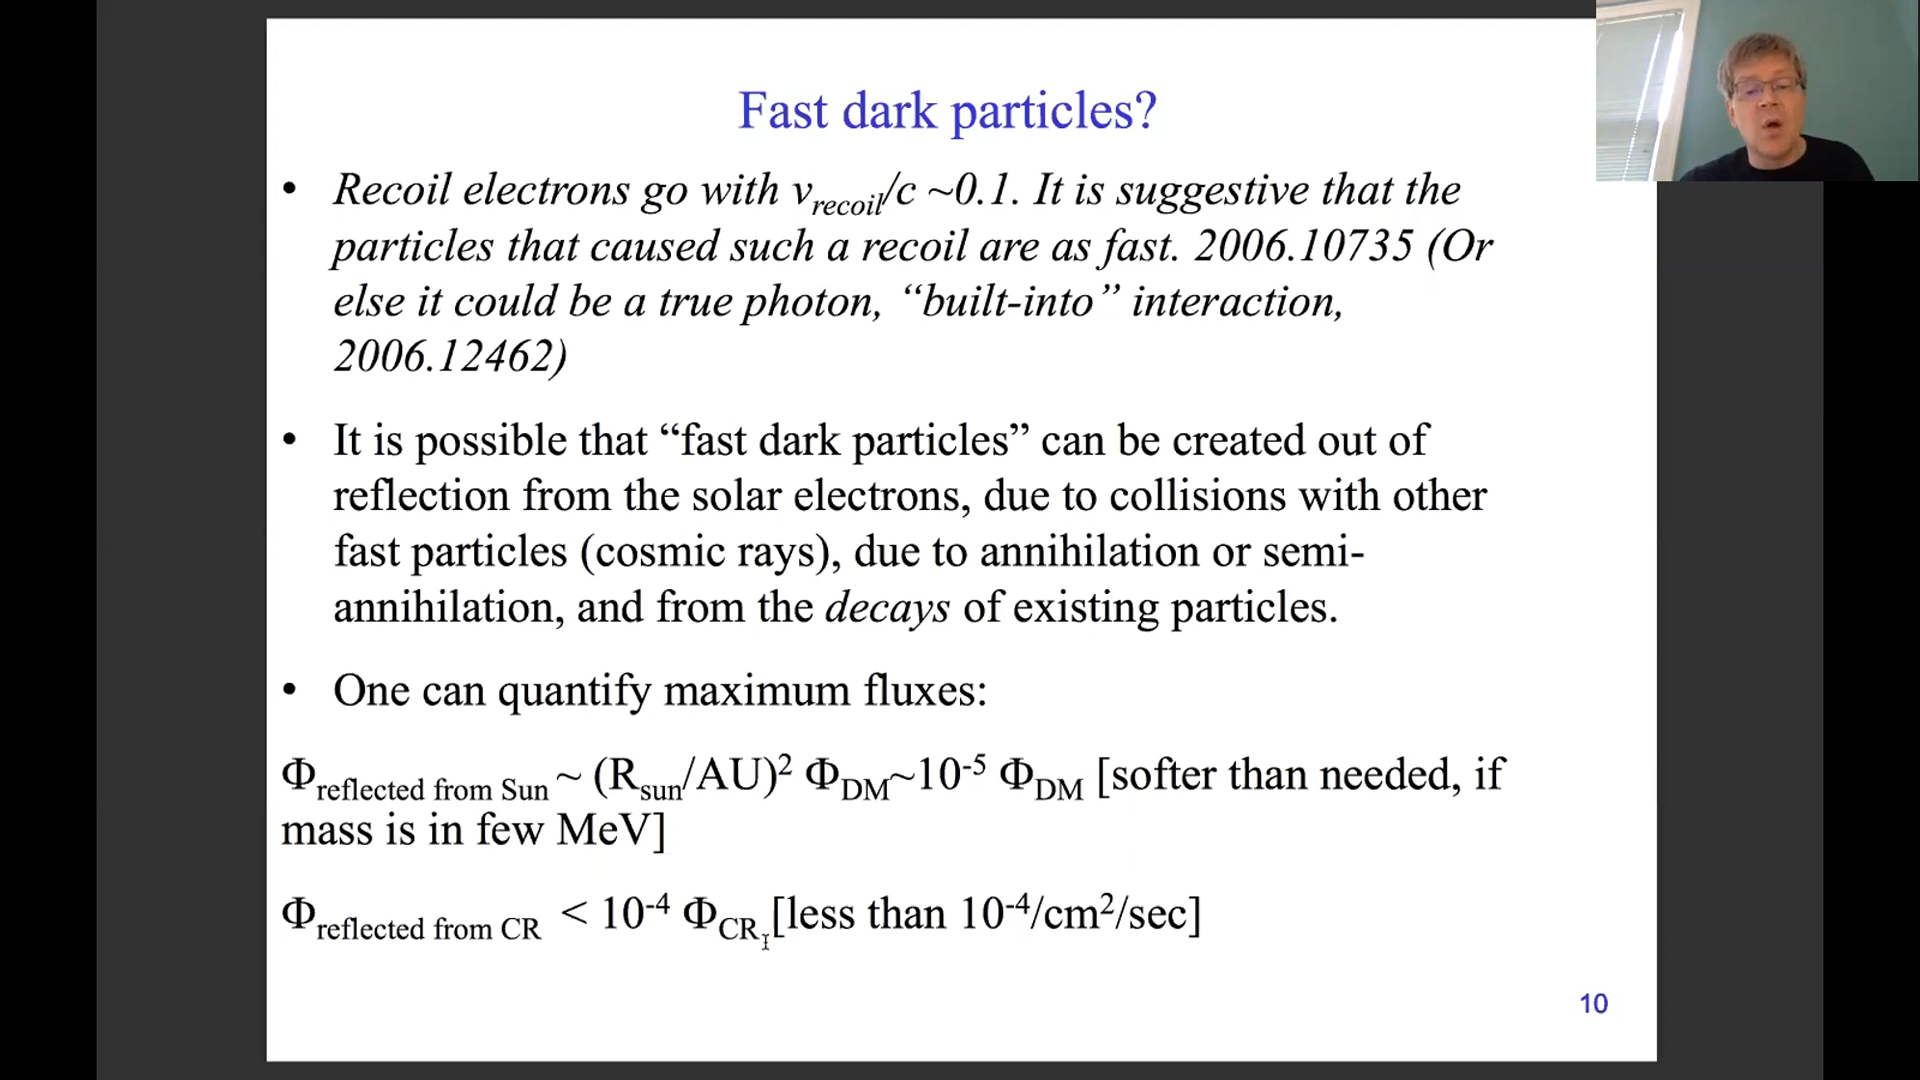 Fast dark particles?
• Recoil electrons go with v_recoil/c ~0.1. It is suggestive that the
particles that caused such a recoil are as fast. 2006.10735 (Or
else it could be a true photon, “built-into” interaction,
2006.12462)
• It is possible that “fast dark particles” can be created out of
reflection from the solar electrons, due to collisions with other
fast particles (cosmic rays), due to annihilation or semi-
annihilation, and from the decays of existing particles.
• One can quantify maximum fluxes:
Φ_reflected from Sun ~ (R_sun/AU)² Φ_DM~10⁻⁵ Φ_DM [softer than needed, if
mass is in few MeV]
Φ_reflected from CR < 10⁻⁴ Φ_CR, [less than 10⁻⁴/cm²/sec]
10